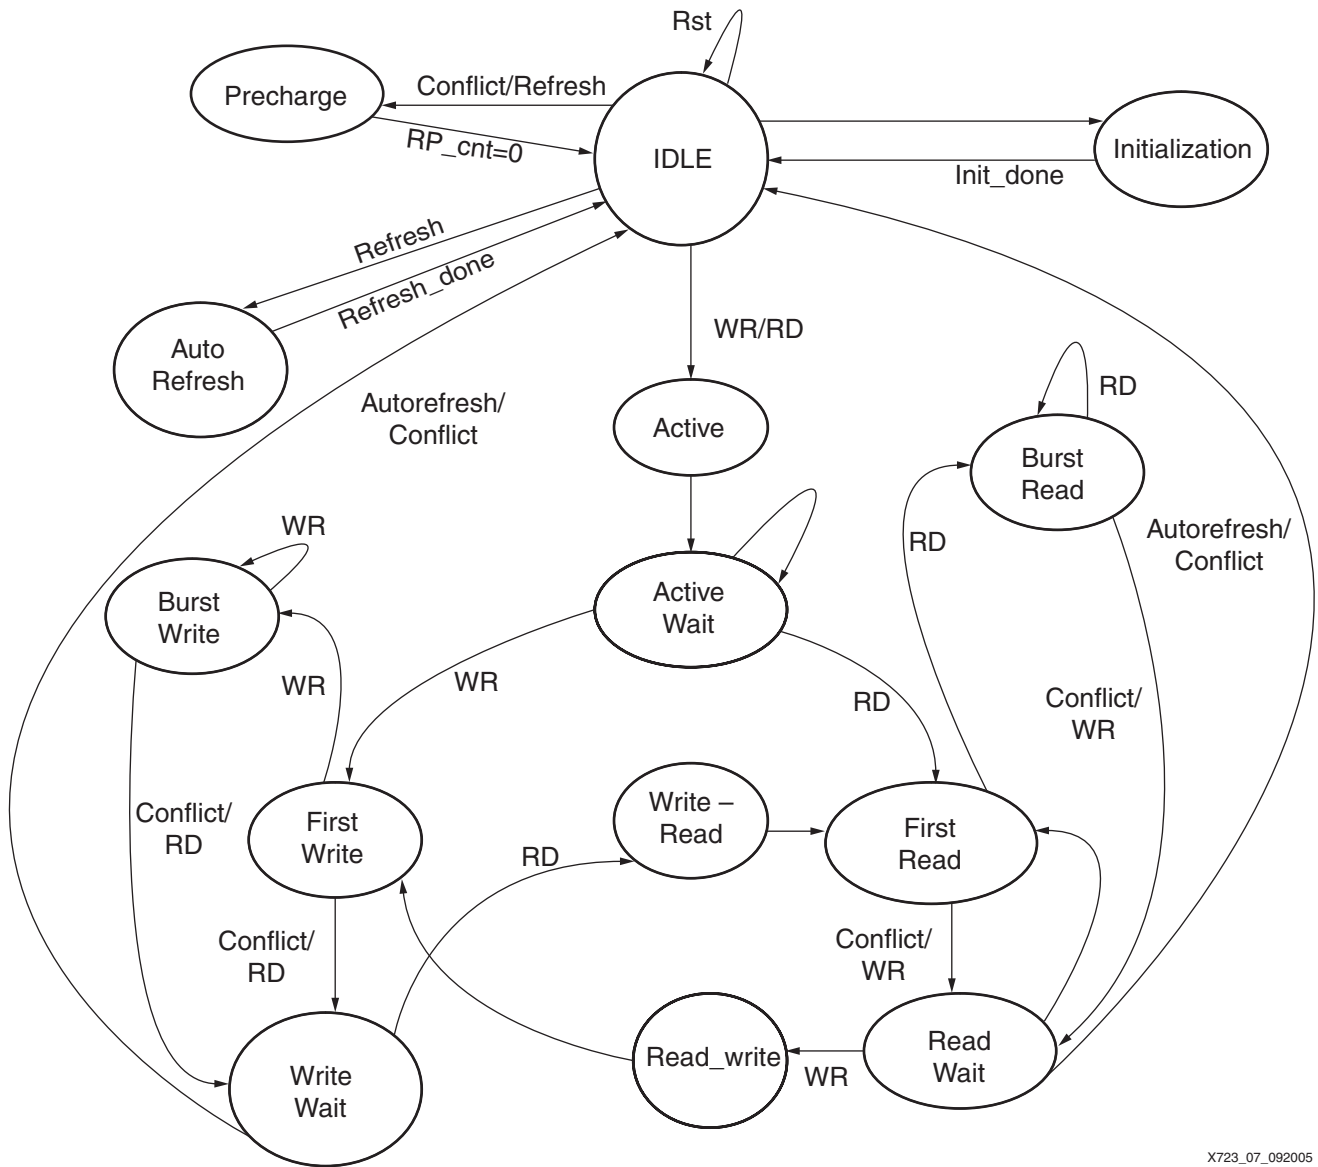 Rst
Precharge
Conflict/Refresh
RP_cnt=0
IDLE
Initialization
Init_done
Refresh
Refresh_done
Auto
Refresh
WR/RD
Autorefresh/
Conflict
Active
RD
Burst
Read
WR
Burst
Write
Active
Wait
RD
Autorefresh/
Conflict
WR
WR
RD
Conflict/
WR
Conflict/
RD
First
Write
Write –
Read
First
Read
RD
Conflict/
RD
Conflict/
WR
Write
Wait
Read_write
WR
Read
Wait
X723_07_092005